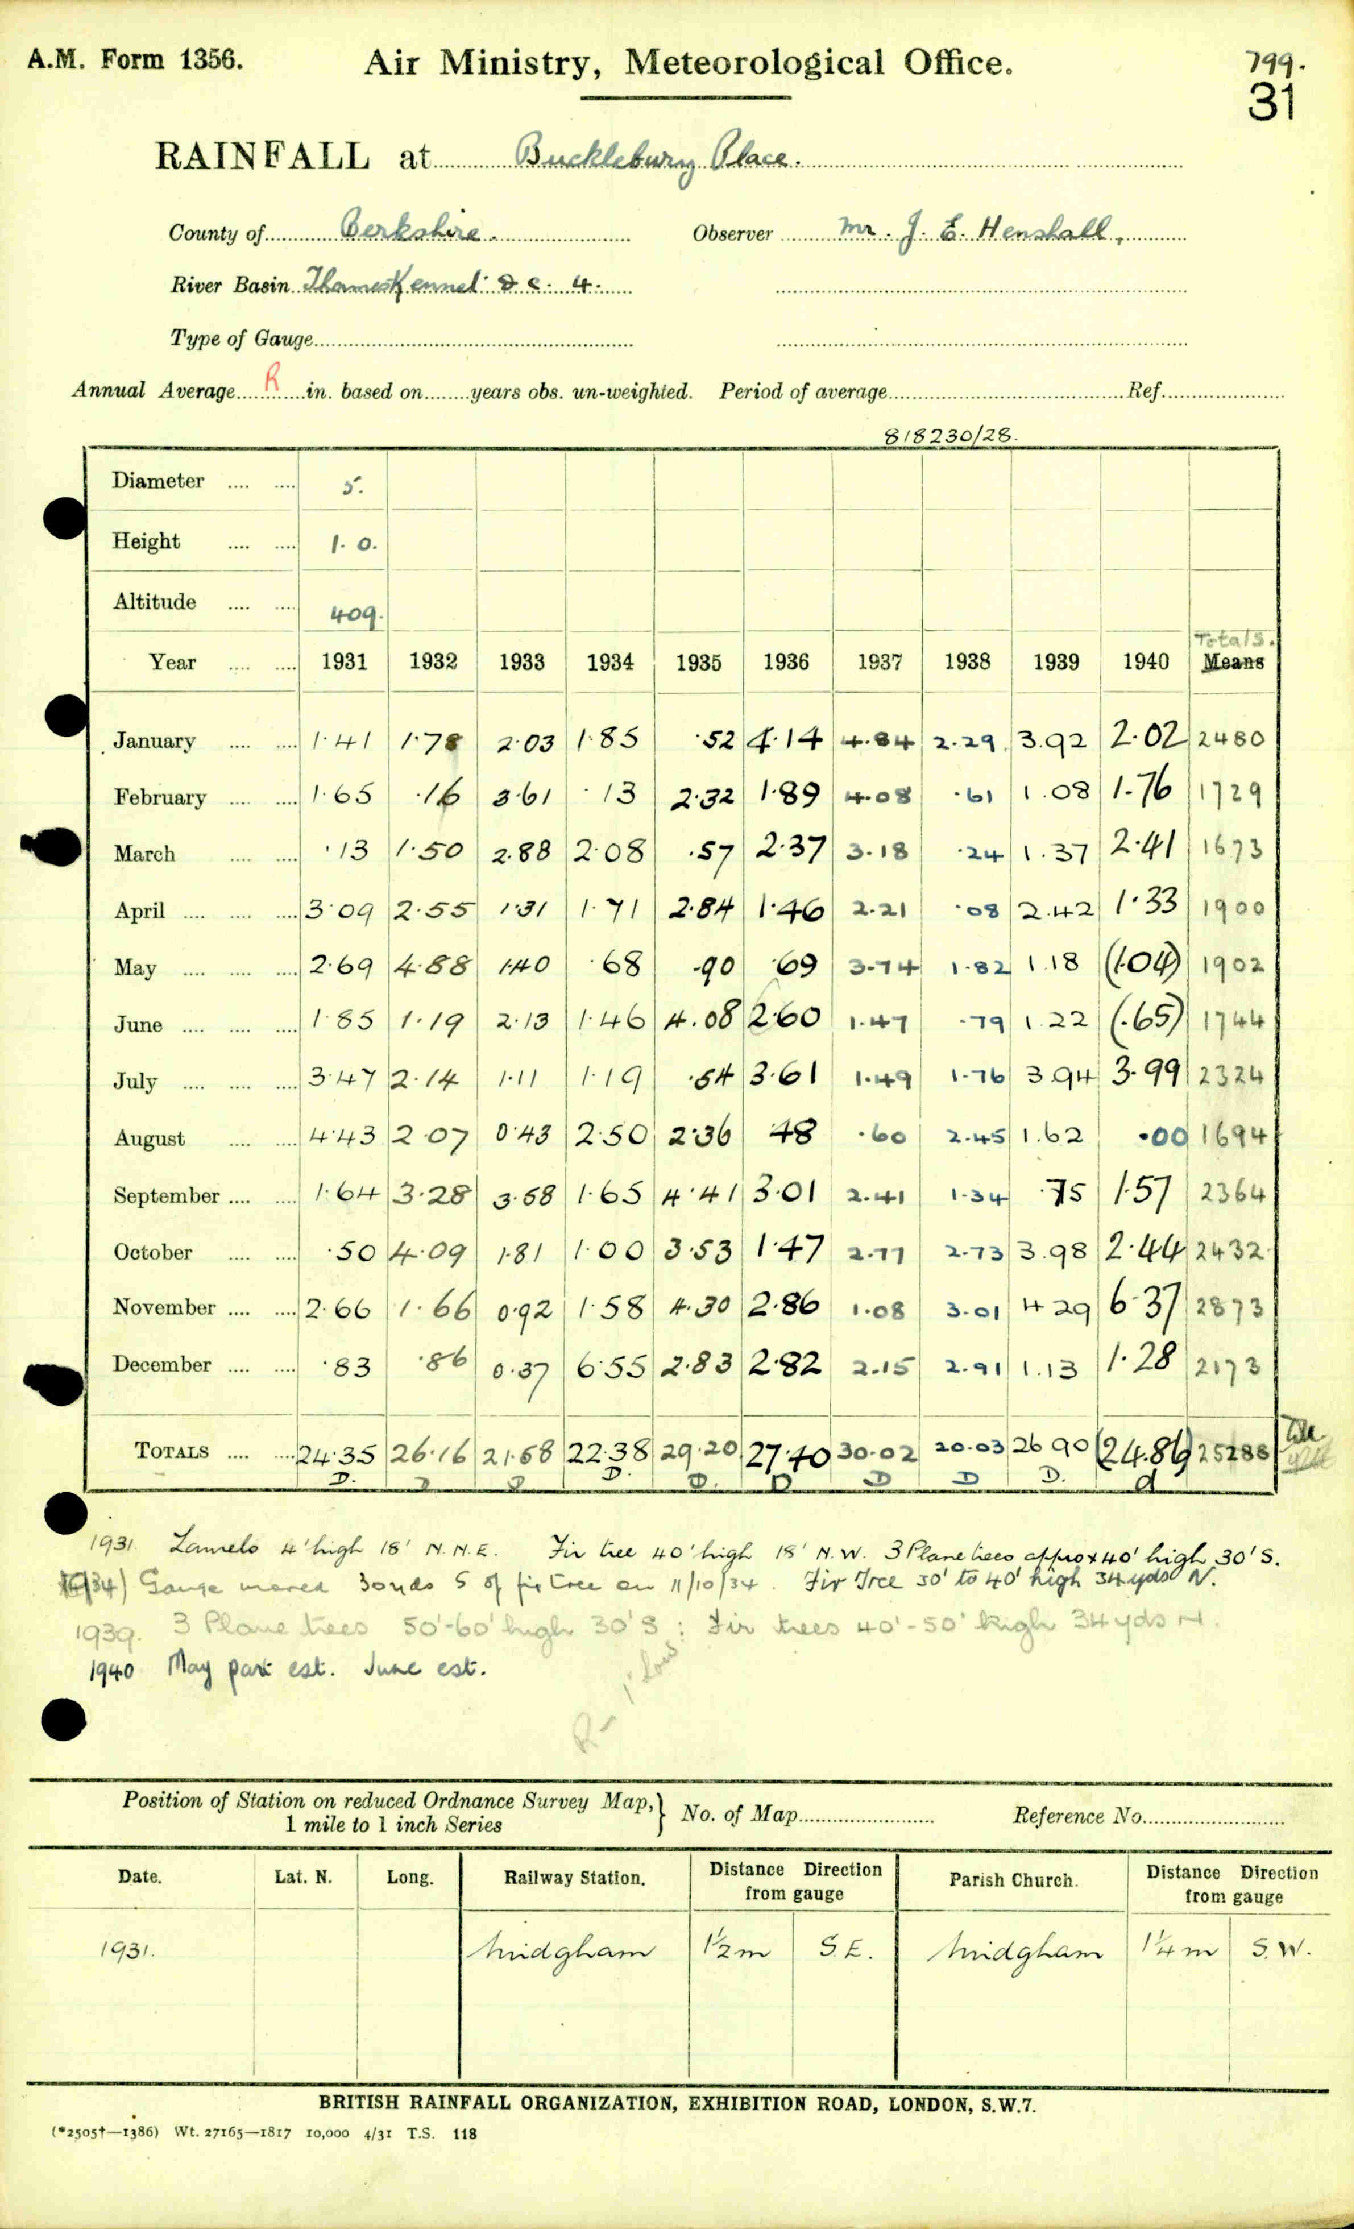 A.M. Form 1356.
Air Ministry, Meteorological Office.
799.
31
RAINFALL at Bucklebury Place.
County of Berkshire. Observer Mr. J. E. Henshall,
River Basin Thames Kennet &c. 4.
Type of Gauge
Annual Average R in. based on years obs. un-weighted. Period of average Ref.
818230/28.
Diameter 5.
Height 1.0.
Altitude 409.
Totals.
Year 1931 1932 1933 1934 1935 1936 1937 1938 1939 1940 Means
January 1.41 1.78 2.03 1.85 .52 4.14 4.84 2.29 3.92 2.02 2480
February 1.65 .16 3.61 .13 2.32 1.89 4.08 .61 1.08 1.76 1729
March .13 1.50 2.88 2.08 .57 2.37 3.18 .24 1.37 2.41 1673
April 3.09 2.55 1.31 1.71 2.84 1.46 2.21 .08 2.42 1.33 1900
May 2.69 4.88 1.40 .68 .90 .69 3.74 1.82 1.18 (1.04) 1902
June 1.85 1.19 2.13 1.46 4.08 2.60 1.47 .79 1.22 (.65) 1744
July 3.47 2.14 1.11 1.19 .54 3.61 1.49 1.76 3.94 3.99 2324
August 4.43 2.07 0.43 2.50 2.36 .48 .60 2.45 1.62 .00 1694
September 1.64 3.28 3.58 1.65 4.41 3.01 2.41 1.34 .75 1.57 2364
October .50 4.09 1.81 1.00 3.53 1.47 2.77 2.73 3.98 2.44 2432
November 2.66 1.66 0.92 1.58 4.30 2.86 1.08 3.01 4.29 6.37 2873
December .83 .86 0.37 6.55 2.83 2.82 2.15 2.91 1.13 1.28 2173
TOTALS 24.35 26.16 21.58 22.38 29.20 27.40 30.02 20.03 26.90 (24.86) 25288
D. D D D. D. D D D D. d
1931. Laurels 4' high 18' N.N.E. Fir tree 40' high 18' N.W. 3 Plane trees approx 40' high 30' S.
1934) Gauge moved 30yds S of fir tree on 11/10/34. Fir Tree 30' to 40' high 34yds N.
1939. 3 Plane trees 50'-60' high 30' S; Fir trees 40'-50' high 34yds N.
1940 May part est. June est.
R- 1" low
Position of Station on reduced Ordnance Survey Map,} No. of Map Reference No.
1 mile to 1 inch Series
Date. Lat. N. Long. Railway Station. Distance Direction from gauge Parish Church. Distance Direction from gauge
1931. Midgham 1½m S.E. Midgham 1¼m S.W.
BRITISH RAINFALL ORGANIZATION, EXHIBITION ROAD, LONDON, S.W.7.
(*2505†—1386) Wt. 27165—1817 10,000 4/31 T.S. 118